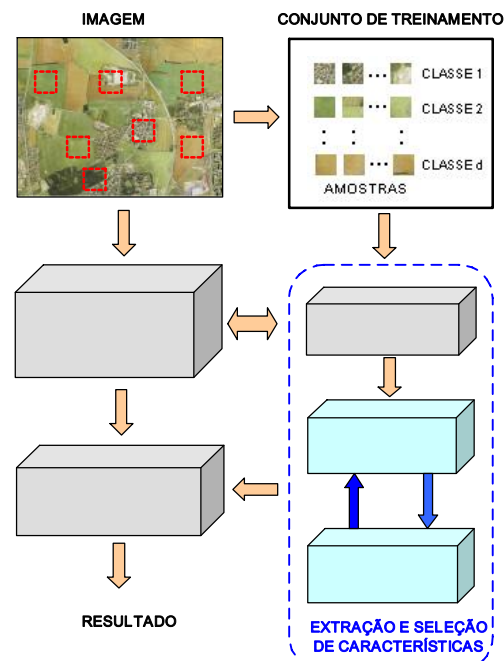 IMAGEM
CONJUNTO DE TREINAMENTO
CLASSE 1
CLASSE 2
CLASSE d
AMOSTRAS
RESULTADO
EXTRAÇÃO E SELEÇÃO
DE CARACTERÍSTICAS